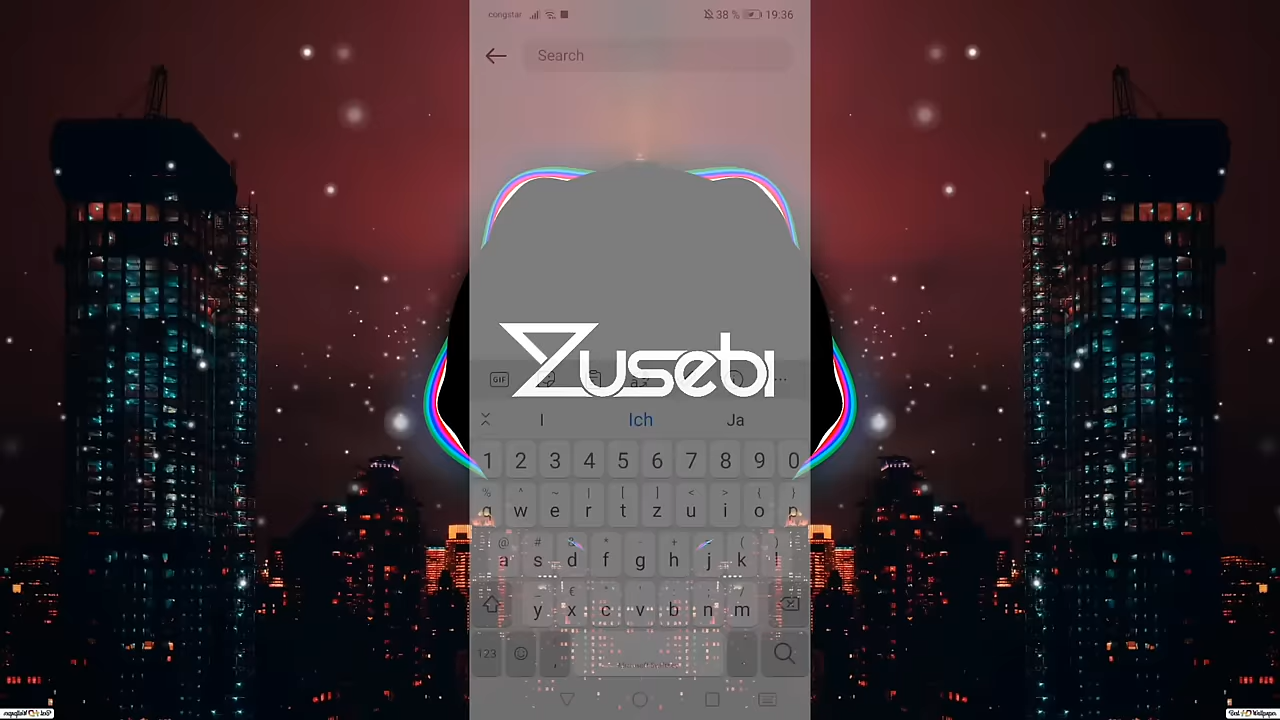 congstar 38 % 19:36
Search
Zusebi
GIF
I Ich Ja
1 2 3 4 5 6 7 8 9 0
% ^ ~ | [ ] < > { }
q w e r t z u i o p
@ # * - + ( )
a s d f g h j k l
€
y x c v b n m
123 ,